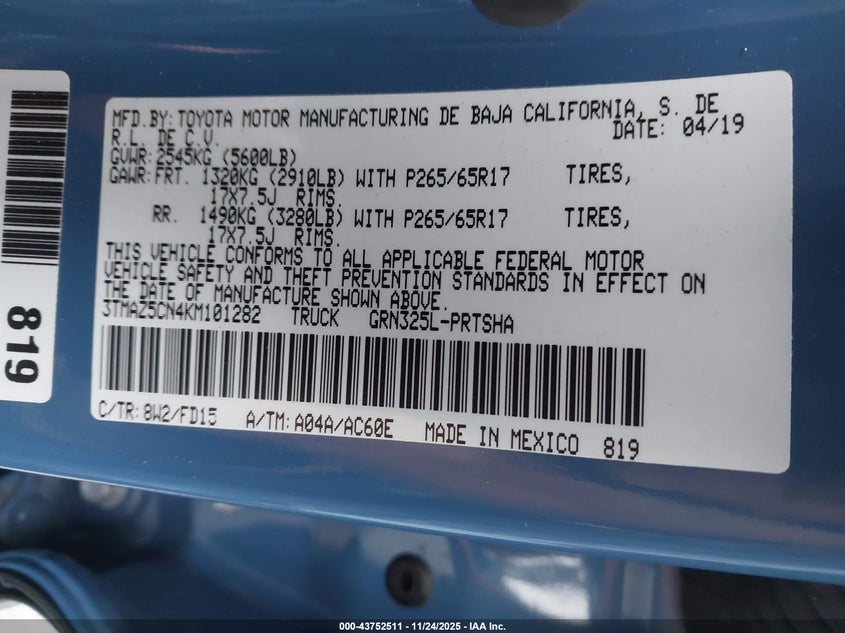 MFD.BY:TOYOTA MOTOR MANUFACTURING DE BAJA CALIFORNIA, S. DE
R.L. DE C.V. DATE: 04/19
GVWR:2545KG (5600LB)
GAWR:FRT. 1320KG (2910LB) WITH P265/65R17 TIRES,
17X7.5J RIMS.
RR. 1490KG (3280LB) WITH P265/65R17 TIRES,
17X7.5J RIMS.
THIS VEHICLE CONFORMS TO ALL APPLICABLE FEDERAL MOTOR
VEHICLE SAFETY AND THEFT PREVENTION STANDARDS IN EFFECT ON
THE DATE OF MANUFACTURE SHOWN ABOVE.
3TMAZ5CN4KM101282 TRUCK GRN325L-PRTSHA
C/TR:8W2/FD15 A/TM:A04A/AC60E MADE IN MEXICO 819
819
000-43752511 - 11/24/2025 - IAA Inc.